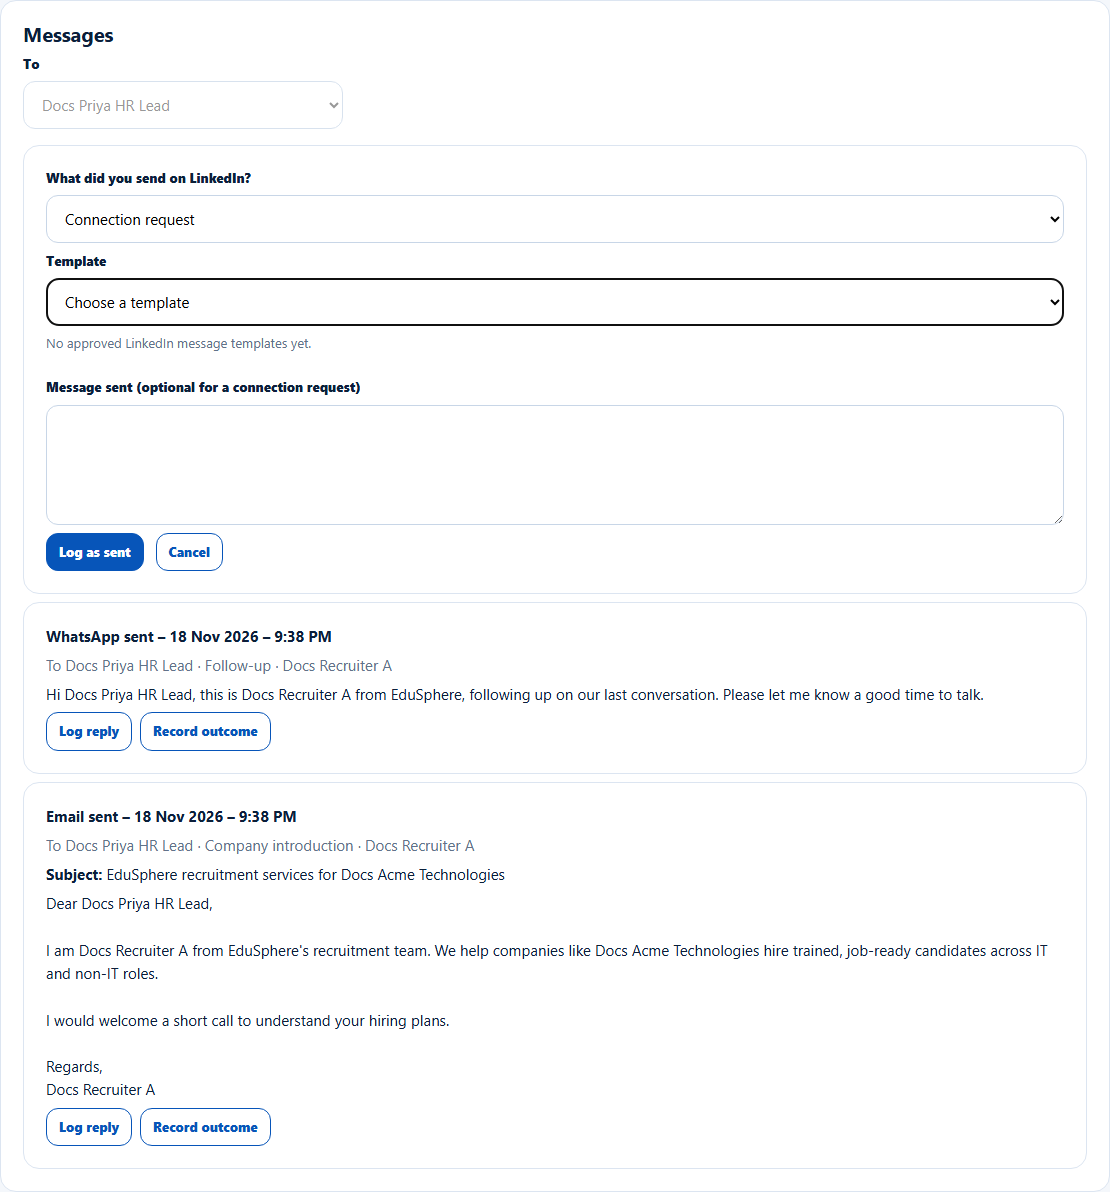 Messages
To
Docs Priya HR Lead
What did you send on LinkedIn?
Connection request
Template
Choose a template
No approved LinkedIn message templates yet.
Message sent (optional for a connection request)
Log as sent
Cancel
WhatsApp sent – 18 Nov 2026 – 9:38 PM
To Docs Priya HR Lead · Follow-up · Docs Recruiter A
Hi Docs Priya HR Lead, this is Docs Recruiter A from EduSphere, following up on our last conversation. Please let me know a good time to talk.
Log reply
Record outcome
Email sent – 18 Nov 2026 – 9:38 PM
To Docs Priya HR Lead · Company introduction · Docs Recruiter A
Subject: EduSphere recruitment services for Docs Acme Technologies
Dear Docs Priya HR Lead,
I am Docs Recruiter A from EduSphere's recruitment team. We help companies like Docs Acme Technologies hire trained, job-ready candidates across IT
and non-IT roles.
I would welcome a short call to understand your hiring plans.
Regards,
Docs Recruiter A
Log reply
Record outcome